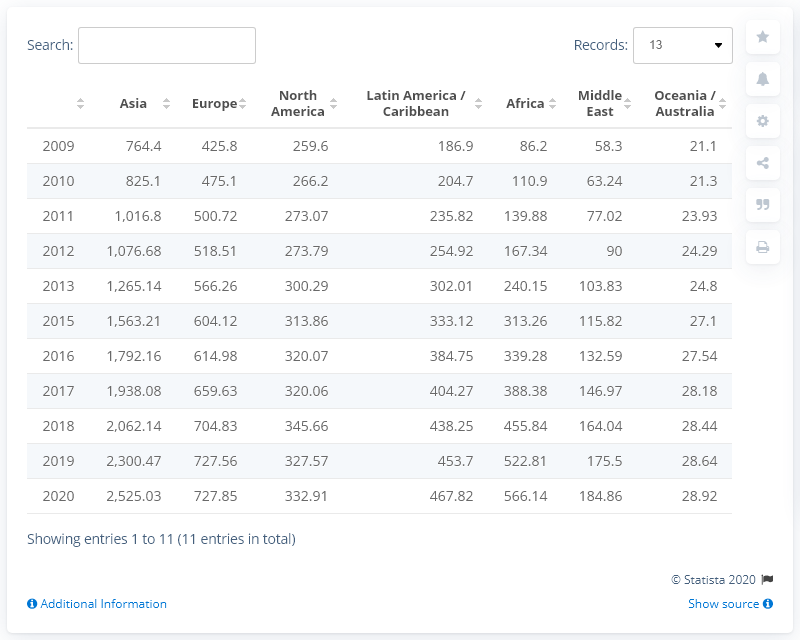 Search:
Records: 13
Asia Europe North America Latin America / Caribbean Africa Middle East Oceania / Australia
2009 764.4 425.8 259.6 186.9 86.2 58.3 21.1
2010 825.1 475.1 266.2 204.7 110.9 63.24 21.3
2011 1,016.8 500.72 273.07 235.82 139.88 77.02 23.93
2012 1,076.68 518.51 273.79 254.92 167.34 90 24.29
2013 1,265.14 566.26 300.29 302.01 240.15 103.83 24.8
2015 1,563.21 604.12 313.86 333.12 313.26 115.82 27.1
2016 1,792.16 614.98 320.07 384.75 339.28 132.59 27.54
2017 1,938.08 659.63 320.06 404.27 388.38 146.97 28.18
2018 2,062.14 704.83 345.66 438.25 455.84 164.04 28.44
2019 2,300.47 727.56 327.57 453.7 522.81 175.5 28.64
2020 2,525.03 727.85 332.91 467.82 566.14 184.86 28.92
Showing entries 1 to 11 (11 entries in total)
© Statista 2020
Additional Information
Show source